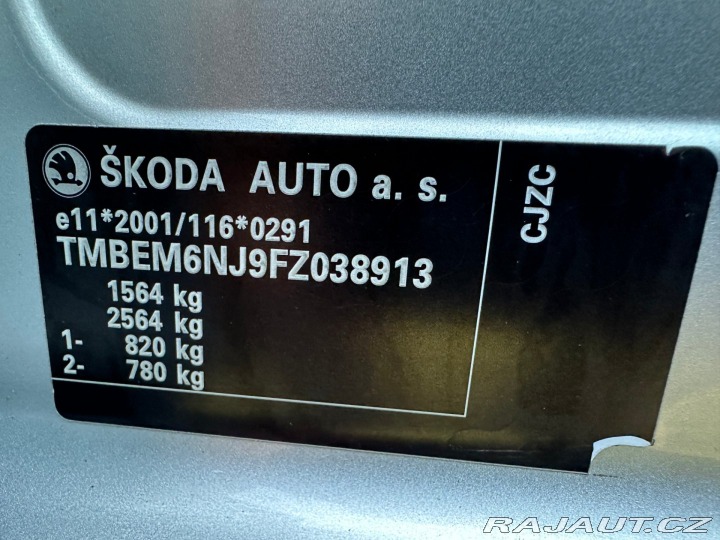 ŠKODA AUTO a. s.
e11*2001/116*0291
TMBEM6NJ9FZ038913
1564 kg
2564 kg
1- 820 kg
2- 780 kg
CJZC
RAJAUT.CZ